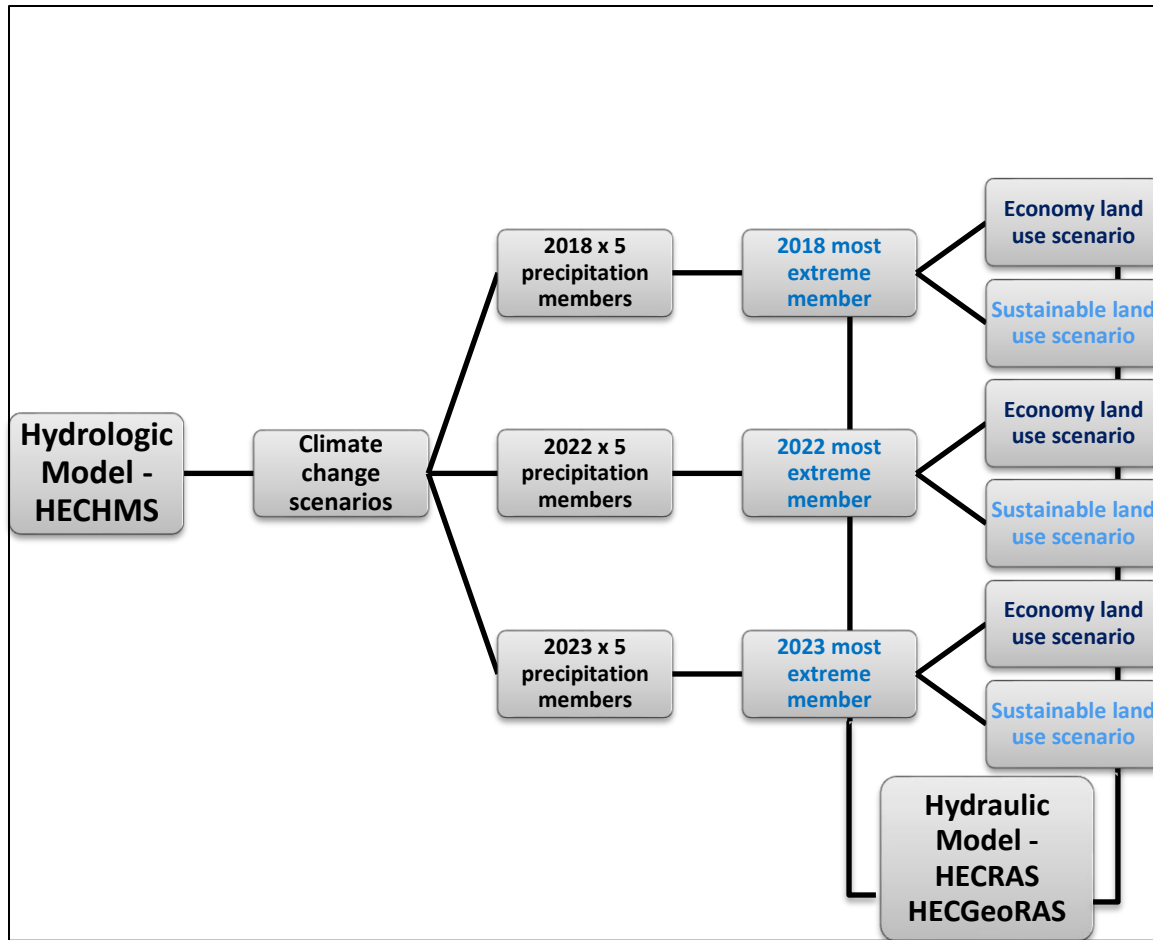 Hydrologic
Model -
HECHMS
Climate
change
scenarios
2018 x 5
precipitation
members
2022 x 5
precipitation
members
2023 x 5
precipitation
members
2018 most
extreme
member
2022 most
extreme
member
2023 most
extreme
member
Economy land
use scenario
Sustainable land
use scenario
Economy land
use scenario
Sustainable land
use scenario
Economy land
use scenario
Sustainable land
use scenario
Hydraulic
Model -
HECRAS
HECGeoRAS